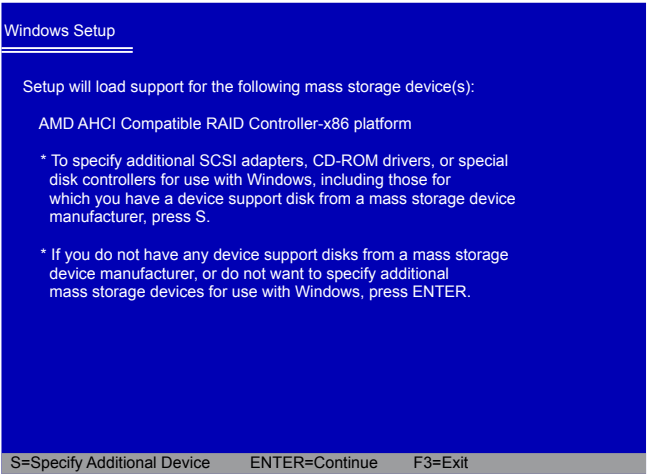 Windows Setup
Setup will load support for the following mass storage device(s):
AMD AHCI Compatible RAID Controller-x86 platform
* To specify additional SCSI adapters, CD-ROM drivers, or special
disk controllers for use with Windows, including those for
which you have a device support disk from a mass storage device
manufacturer, press S.
* If you do not have any device support disks from a mass storage
device manufacturer, or do not want to specify additional
mass storage devices for use with Windows, press ENTER.
S=Specify Additional Device ENTER=Continue F3=Exit